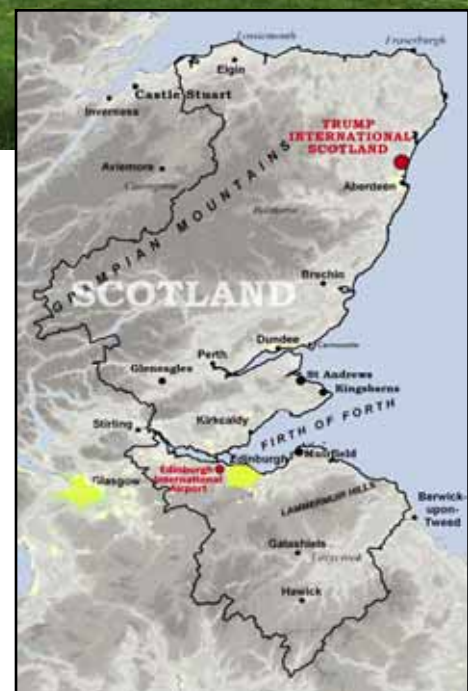 Lossiemouth
Fraserburgh
Elgin
Castle Stuart
Inverness
TRUMP
INTERNATIONAL
SCOTLAND
Aviemore
Aberdeen
GRAMPIAN MOUNTAINS
Brechin
SCOTLAND
Dundee
Carnoustie
Perth
Gleneagles
St Andrews
Kingsbarns
Stirling
Kirkcaldy
FIRTH OF FORTH
Edinburgh
Muirfield
Edinburgh
International
Airport
Glasgow
LAMMERMUIR HILLS
Berwick-
upon-
Tweed
Galashiels
Hawick